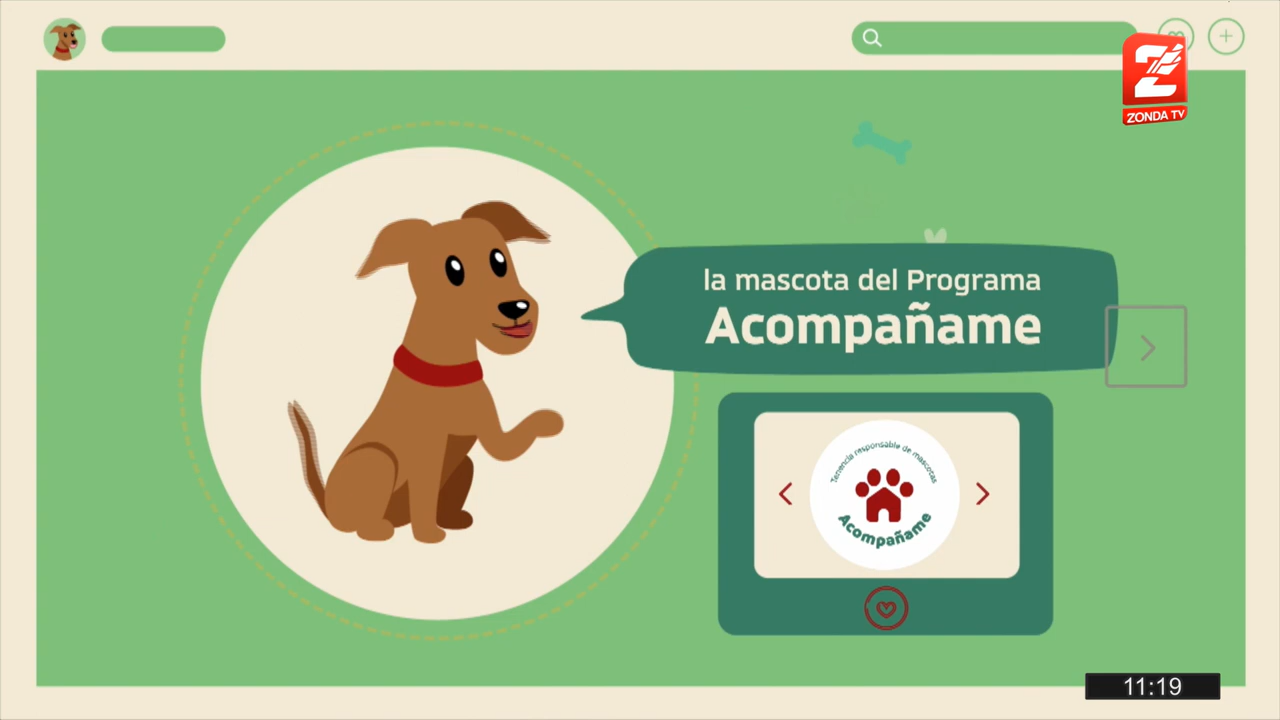 ZONDA TV
la mascota del Programa
Acompañame
Tenencia responsable de mascotas
Acompañame
11:19